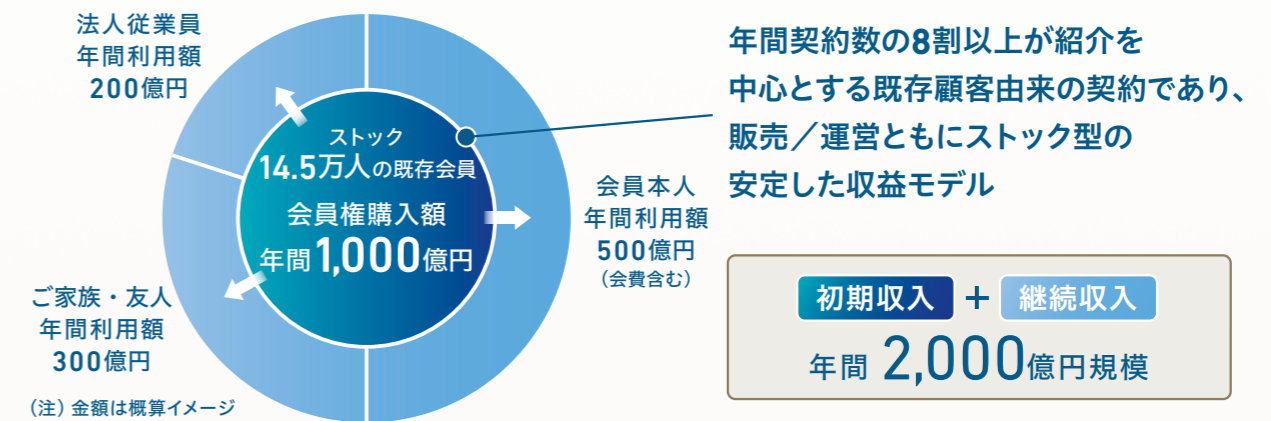 法人従業員
年間利用額
200億円
ストック
14.5万人の既存会員
会員権購入額
年間1,000億円
会員本人
年間利用額
500億円
（会費含む）
ご家族・友人
年間利用額
300億円
（注）金額は概算イメージ
年間契約数の8割以上が紹介を
中心とする既存顧客由来の契約であり、
販売／運営ともにストック型の
安定した収益モデル
初期収入 + 継続収入
年間 2,000億円規模